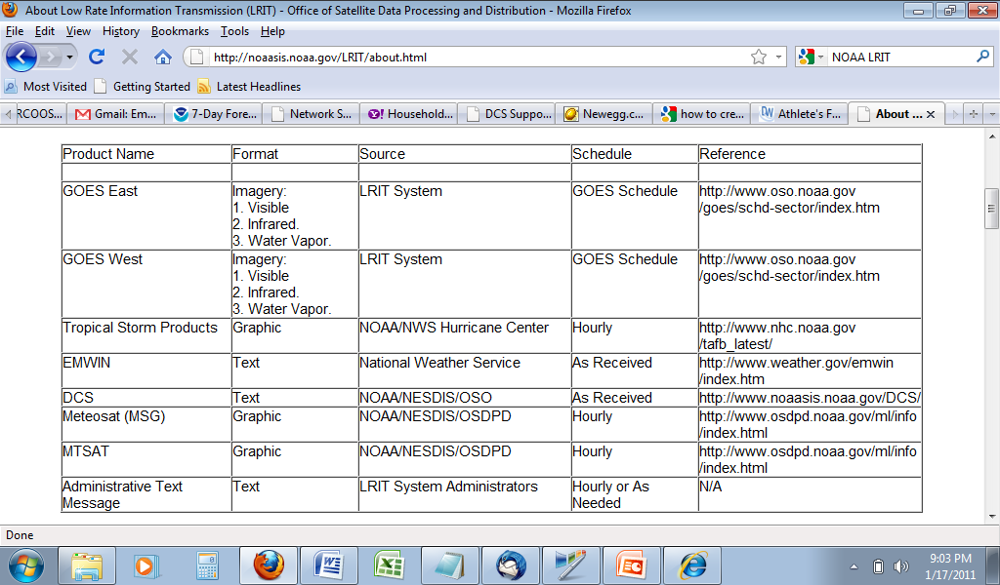 About Low Rate Information Transmission (LRIT) - Office of Satellite Data Processing and Distribution - Mozilla Firefox
File Edit View History Bookmarks Tools Help
http://noaasis.noaa.gov/LRIT/about.html
NOAA LRIT
Most Visited Getting Started Latest Headlines
RCOOS... Gmail: Em... 7-Day Fore... Network S... Y! Household... DCS Suppo... Newegg.c... how to cre... DW Athlete's F... About ...
Product Name Format Source Schedule Reference
GOES East Imagery: LRIT System GOES Schedule http://www.oso.noaa.gov
1. Visible /goes/schd-sector/index.htm
2. Infrared.
3. Water Vapor.
GOES West Imagery: LRIT System GOES Schedule http://www.oso.noaa.gov
1. Visible /goes/schd-sector/index.htm
2. Infrared.
3. Water Vapor.
Tropical Storm Products Graphic NOAA/NWS Hurricane Center Hourly http://www.nhc.noaa.gov
/tafb_latest/
EMWIN Text National Weather Service As Received http://www.weather.gov/emwin
/index.htm
DCS Text NOAA/NESDIS/OSO As Received http://www.noaasis.noaa.gov/DCS/
Meteosat (MSG) Graphic NOAA/NESDIS/OSDPD Hourly http://www.osdpd.noaa.gov/ml/info
/index.html
MTSAT Graphic NOAA/NESDIS/OSDPD Hourly http://www.osdpd.noaa.gov/ml/info
/index.html
Administrative Text Text LRIT System Administrators Hourly or As N/A
Message Needed
Done
9:03 PM
1/17/2011